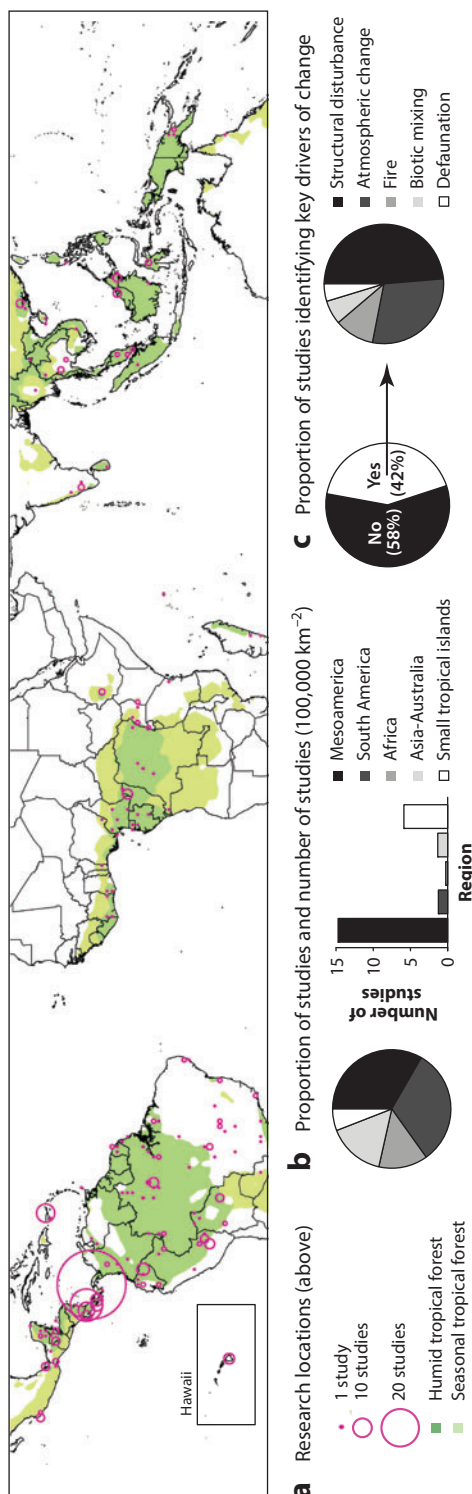 Hawaii
a Research locations (above)
1 study
10 studies
20 studies
Humid tropical forest
Seasonal tropical forest
b Proportion of studies and number of studies (100,000 km⁻²)
Number of
studies
15
10
5
0
Region
Mesoamerica
South America
Africa
Asia-Australia
Small tropical islands
c Proportion of studies identifying key drivers of change
No
(58%)
Yes
(42%)
Structural disturbance
Atmospheric change
Fire
Biotic mixing
Defaunation